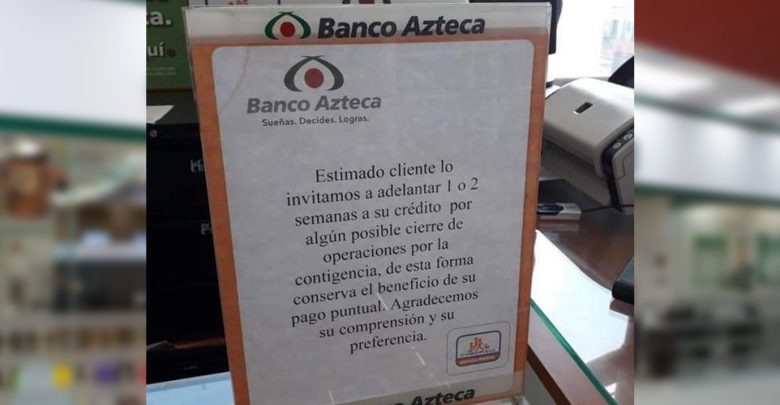 Banco Azteca
Banco Azteca
Sueñas. Decides. Logras.
Estimado cliente lo
invitamos a adelantar 1 o 2
semanas a su crédito por
algún posible cierre de
operaciones por la
contigencia, de esta forma
conserva el beneficio de su
pago puntual. Agradecemos
su comprensión y su
preferencia.
Banco Azteca